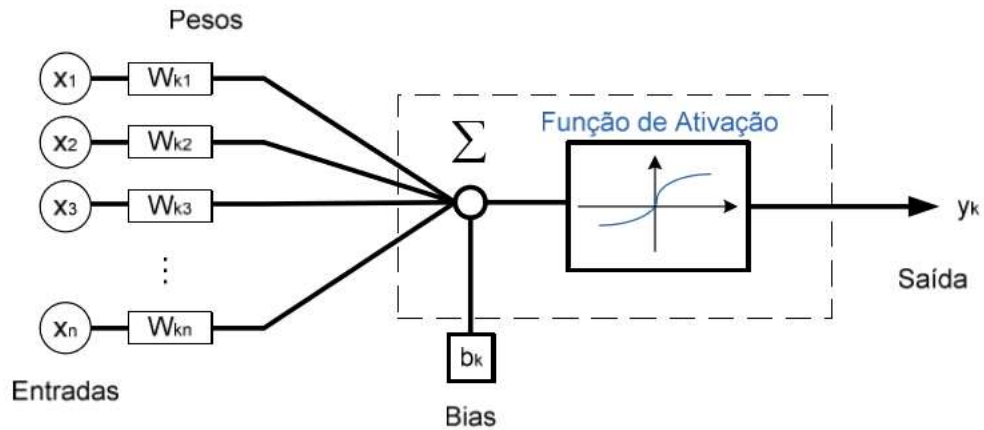 Pesos
x1
Wk1
x2
Wk2
x3
Wk3
⋮
xn
Wkn
Entradas
Σ
Função de Ativação
bk
Bias
yk
Saída